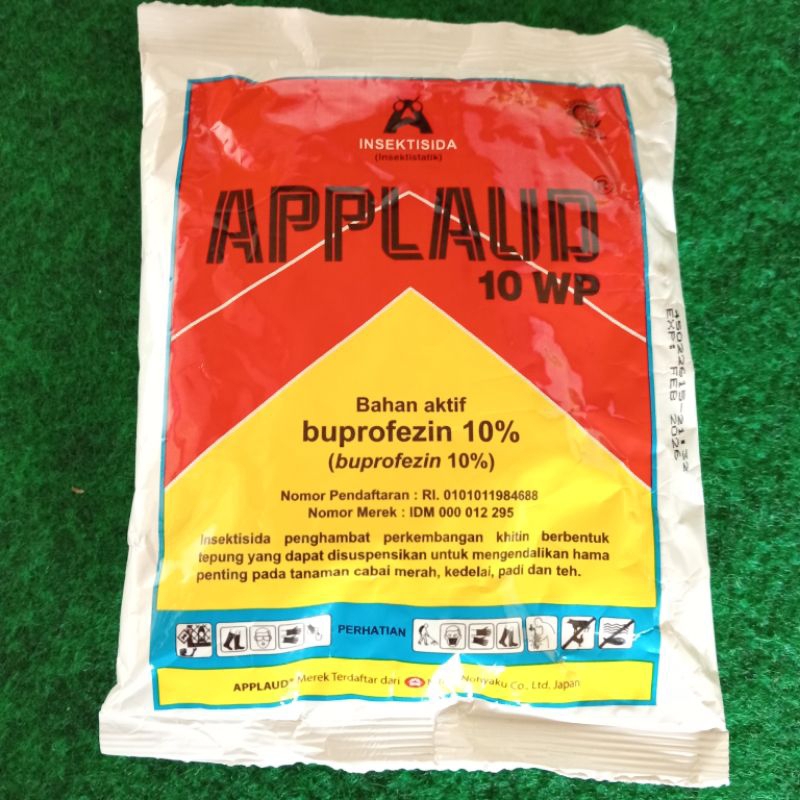 INSEKTISIDA
(Insektistatik)
APPLAUD®
10 WP
Bahan aktif
buprofezin 10%
(buprofezin 10%)
Nomor Pendaftaran : RI. 0101011984688
Nomor Merek : IDM 000 012 295
Insektisida penghambat perkembangan khitin berbentuk
tepung yang dapat disuspensikan untuk mengendalikan hama
penting pada tanaman cabai merah, kedelai, padi dan teh.
PERHATIAN
APPLAUD® Merek Terdaftar dari Nihon Nohyaku Co., Ltd. Japan
EXP: FEB 2026